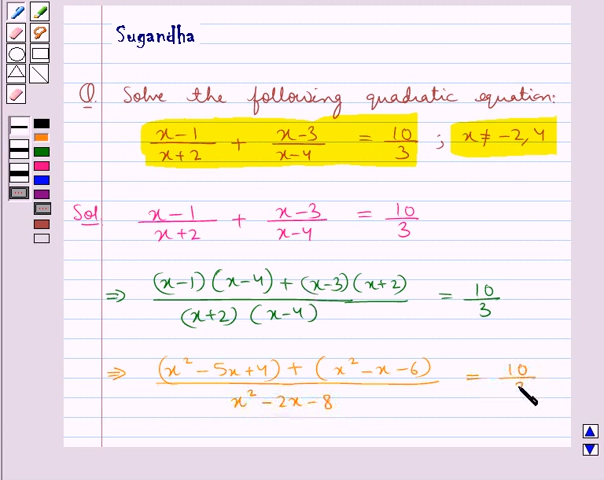 Sugandha
Q. Solve the following quadratic equation:
(x-1)/(x+2) + (x-3)/(x-4) = 10/3 ; x ≠ -2, 4
Sol x-1/x+2 + x-3/x-4 = 10/3
⇒ (x-1)(x-4) + (x-3)(x+2) / (x+2)(x-4) = 10/3
⇒ (x² - 5x + 4) + (x² - x - 6) / x² - 2x - 8 = 10/3